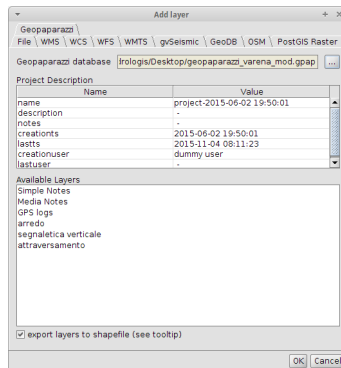 Add layer
Geopaparazzi
File \ WMS \ WCS \ WFS \ WMTS \ gvSeismic \ GeoDB \ OSM \ PostGIS Raster
Geopaparazzi database lrologis/Desktop/geopaparazzi_varena_mod.gpap ...
Project Description
Name Value
name project-2015-06-02 19:50:01
description -
notes -
creationts 2015-06-02 19:50:01
lastts 2015-11-04 08:11:23
creationuser dummy user
lastuser -
Available Layers
Simple Notes
Media Notes
GPS logs
arredo
segnaletica verticale
attraversamento
export layers to shapefile (see tooltip)
OK Cancel